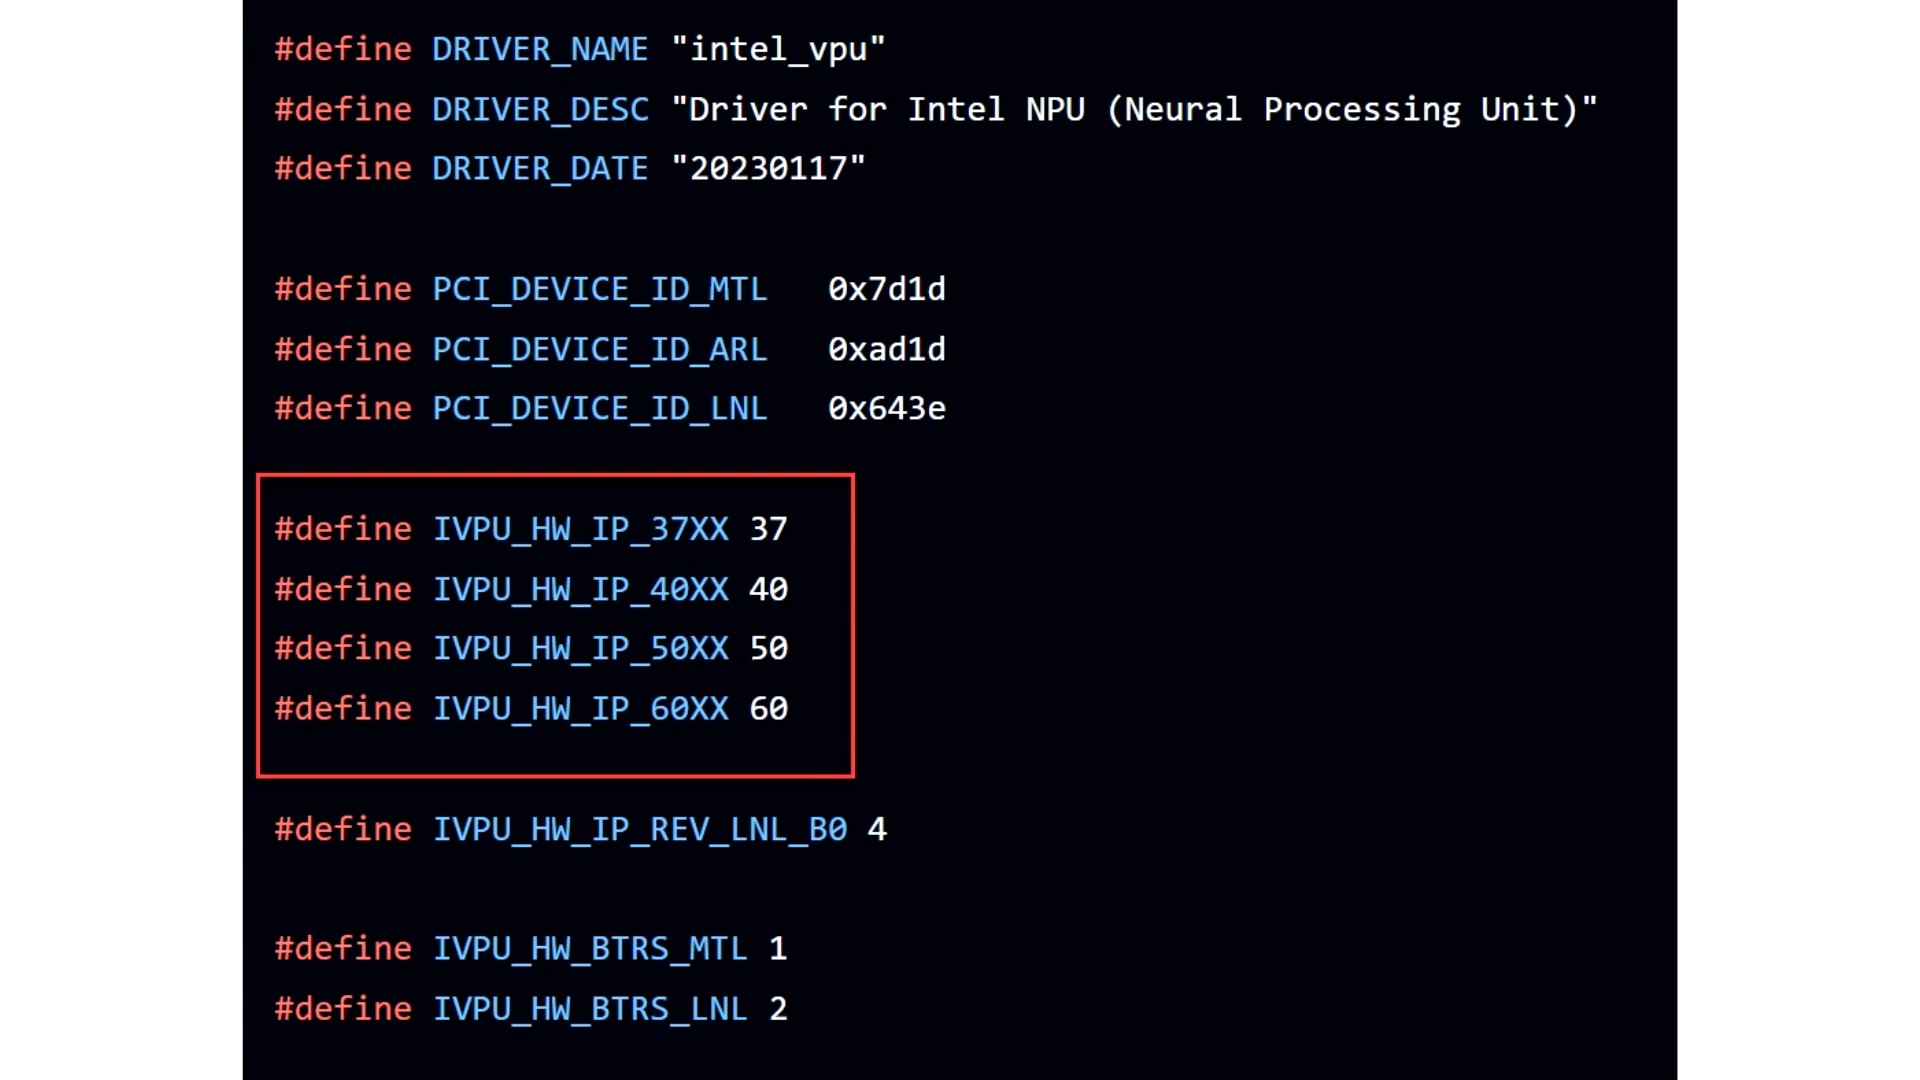 #define DRIVER_NAME "intel_vpu"
#define DRIVER_DESC "Driver for Intel NPU (Neural Processing Unit)"
#define DRIVER_DATE "20230117"
#define PCI_DEVICE_ID_MTL 0x7d1d
#define PCI_DEVICE_ID_ARL 0xad1d
#define PCI_DEVICE_ID_LNL 0x643e
#define IVPU_HW_IP_37XX 37
#define IVPU_HW_IP_40XX 40
#define IVPU_HW_IP_50XX 50
#define IVPU_HW_IP_60XX 60
#define IVPU_HW_IP_REV_LNL_B0 4
#define IVPU_HW_BTRS_MTL 1
#define IVPU_HW_BTRS_LNL 2